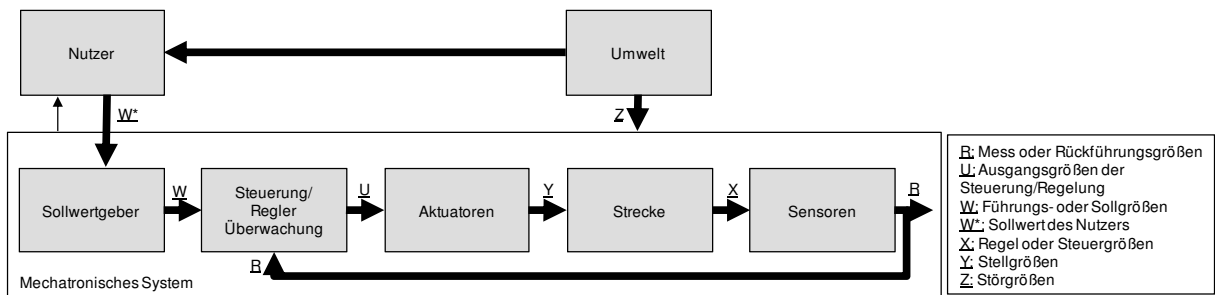 Nutzer
Umwelt
W*
Z
Sollwertgeber
W
Steuerung/
Regler
Überwachung
U
Aktuatoren
Y
Strecke
X
Sensoren
R
R
Mechatronisches System
R: Mess oder Rückführungsgrößen
U: Ausgangsgrößen der
Steuerung/Regelung
W: Führungs- oder Sollgrößen
W*: Sollwert des Nutzers
X: Regel oder Steuergrößen
Y: Stellgrößen
Z: Störgrößen